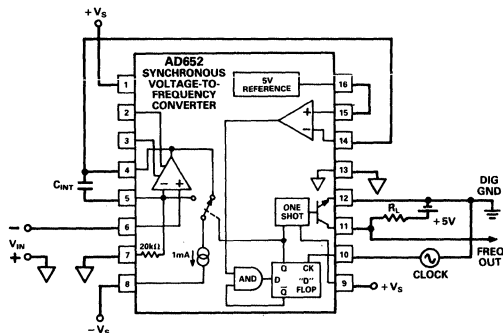 +VS
AD652
SYNCHRONOUS
VOLTAGE-TO-
FREQUENCY
CONVERTER
5V
REFERENCE
1
2
3
4
5
6
7
8
16
15
14
13
12
11
10
9
CINT
+
−
−
+
−
VIN
+
20kΩ
1mA
−VS
ONE
SHOT
AND
Q
CK
D
"D"
FLOP
Q̅
DIG
GND
RL
+5V
FREQ
OUT
CLOCK
+VS